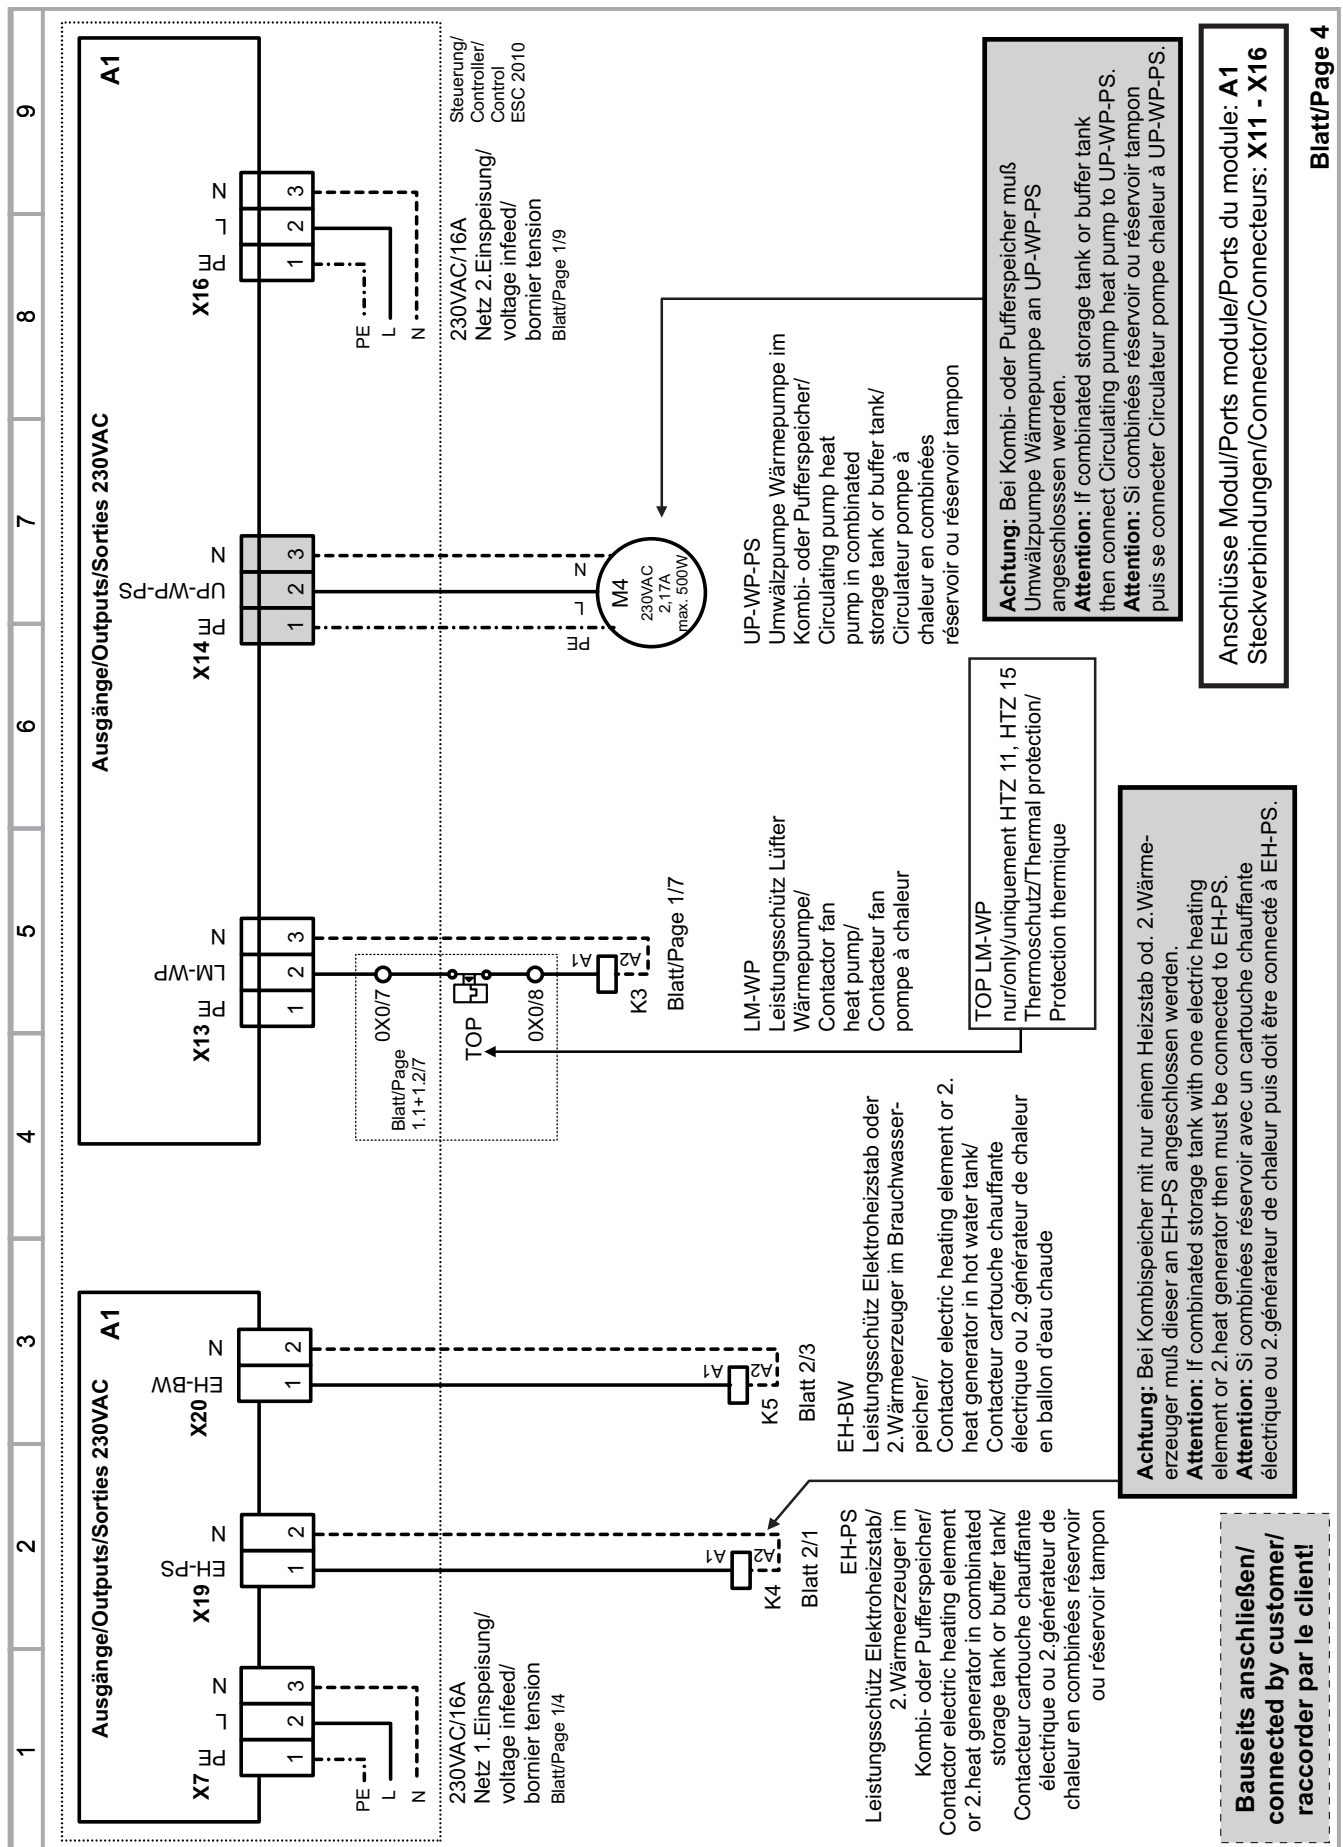 1
2
3
4
5
6
7
8
9
Ausgänge/Outputs/Sorties 230VAC
A1
X7
PE
L
N
1
2
3
PE
L
N
230VAC/16A
Netz 1.Einspeisung/
voltage infeed/
bornier tension
Blatt/Page 1/4
X19
EH-PS
N
1
2
A1
A2
K4
Blatt 2/1
EH-PS
Leistungsschütz Elektroheizstab/
2.Wärmeerzeuger im
Kombi- oder Pufferspeicher/
Contactor electric heating element
or 2.heat generator in combinated
storage tank or buffer tank/
Contacteur cartouche chauffante
électrique ou 2.générateur de
chaleur en combinées réservoir
ou réservoir tampon
X20
EH-BW
N
1
2
A1
A2
K5
Blatt 2/3
EH-BW
Leistungsschütz Elektroheizstab oder
2.Wärmeerzeuger im Brauchwasser-
peicher/
Contactor electric heating element or 2.
heat generator in hot water tank/
Contacteur cartouche chauffante
électrique ou 2.générateur de chaleur
en ballon d'eau chaude
Ausgänge/Outputs/Sorties 230VAC
A1
X13
PE
LM-WP
N
1
2
3
Blatt/Page
1.1+1.2/7
0X0/7
TOP
0X0/8
A1
A2
K3
Blatt/Page 1/7
LM-WP
Leistungsschütz Lüfter
Wärmepumpe/
Contactor fan
heat pump/
Contacteur fan
pompe à chaleur
TOP LM-WP
nur/only/uniquement HTZ 11, HTZ 15
Thermoschutz/Thermal protection/
Protection thermique
X14
PE
UP-WP-PS
N
1
2
3
PE
L
N
M4
230VAC
2,17A
max. 500W
UP-WP-PS
Umwälzpumpe Wärmepumpe im
Kombi- oder Pufferspeicher/
Circulating pump heat
pump in combinated
storage tank or buffer tank/
Circulateur pompe à
chaleur en combinées
réservoir ou réservoir tampon
X16
PE
L
N
1
2
3
PE
L
N
230VAC/16A
Netz 2.Einspeisung/
voltage infeed/
bornier tension
Blatt/Page 1/9
Steuerung/
Controller/
Control
ESC 2010
Achtung: Bei Kombi- oder Pufferspeicher muß
Umwälzpumpe Wärmepumpe an UP-WP-PS
angeschlosssen werden.
Attention: If combinated storage tank or buffer tank
then connect Circulating pump heat pump to UP-WP-PS.
Attention: Si combinées réservoir ou réservoir tampon
puis se connecter Circulateur pompe chaleur à UP-WP-PS.
Achtung: Bei Kombispeicher mit nur einem Heizstab od. 2.Wärme-
erzeuger muß dieser an EH-PS angeschlossen werden.
Attention: If combinated storage tank with one electric heating
element or 2.heat generator then must be connected to EH-PS.
Attention: Si combinées réservoir avec un cartouche chauffante
électrique ou 2.générateur de chaleur puis doit être connecté à EH-PS.
Bauseits anschließen/
connected by customer/
raccorder par le client!
Anschlüsse Modul/Ports module/Ports du module: A1
Steckverbindungen/Connector/Connecteurs: X11 - X16
Blatt/Page 4